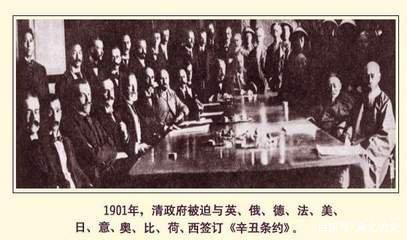 1901年，清政府被迫与英、俄、德、法、美、
日、意、奥、比、荷、西签订《辛丑条约》。